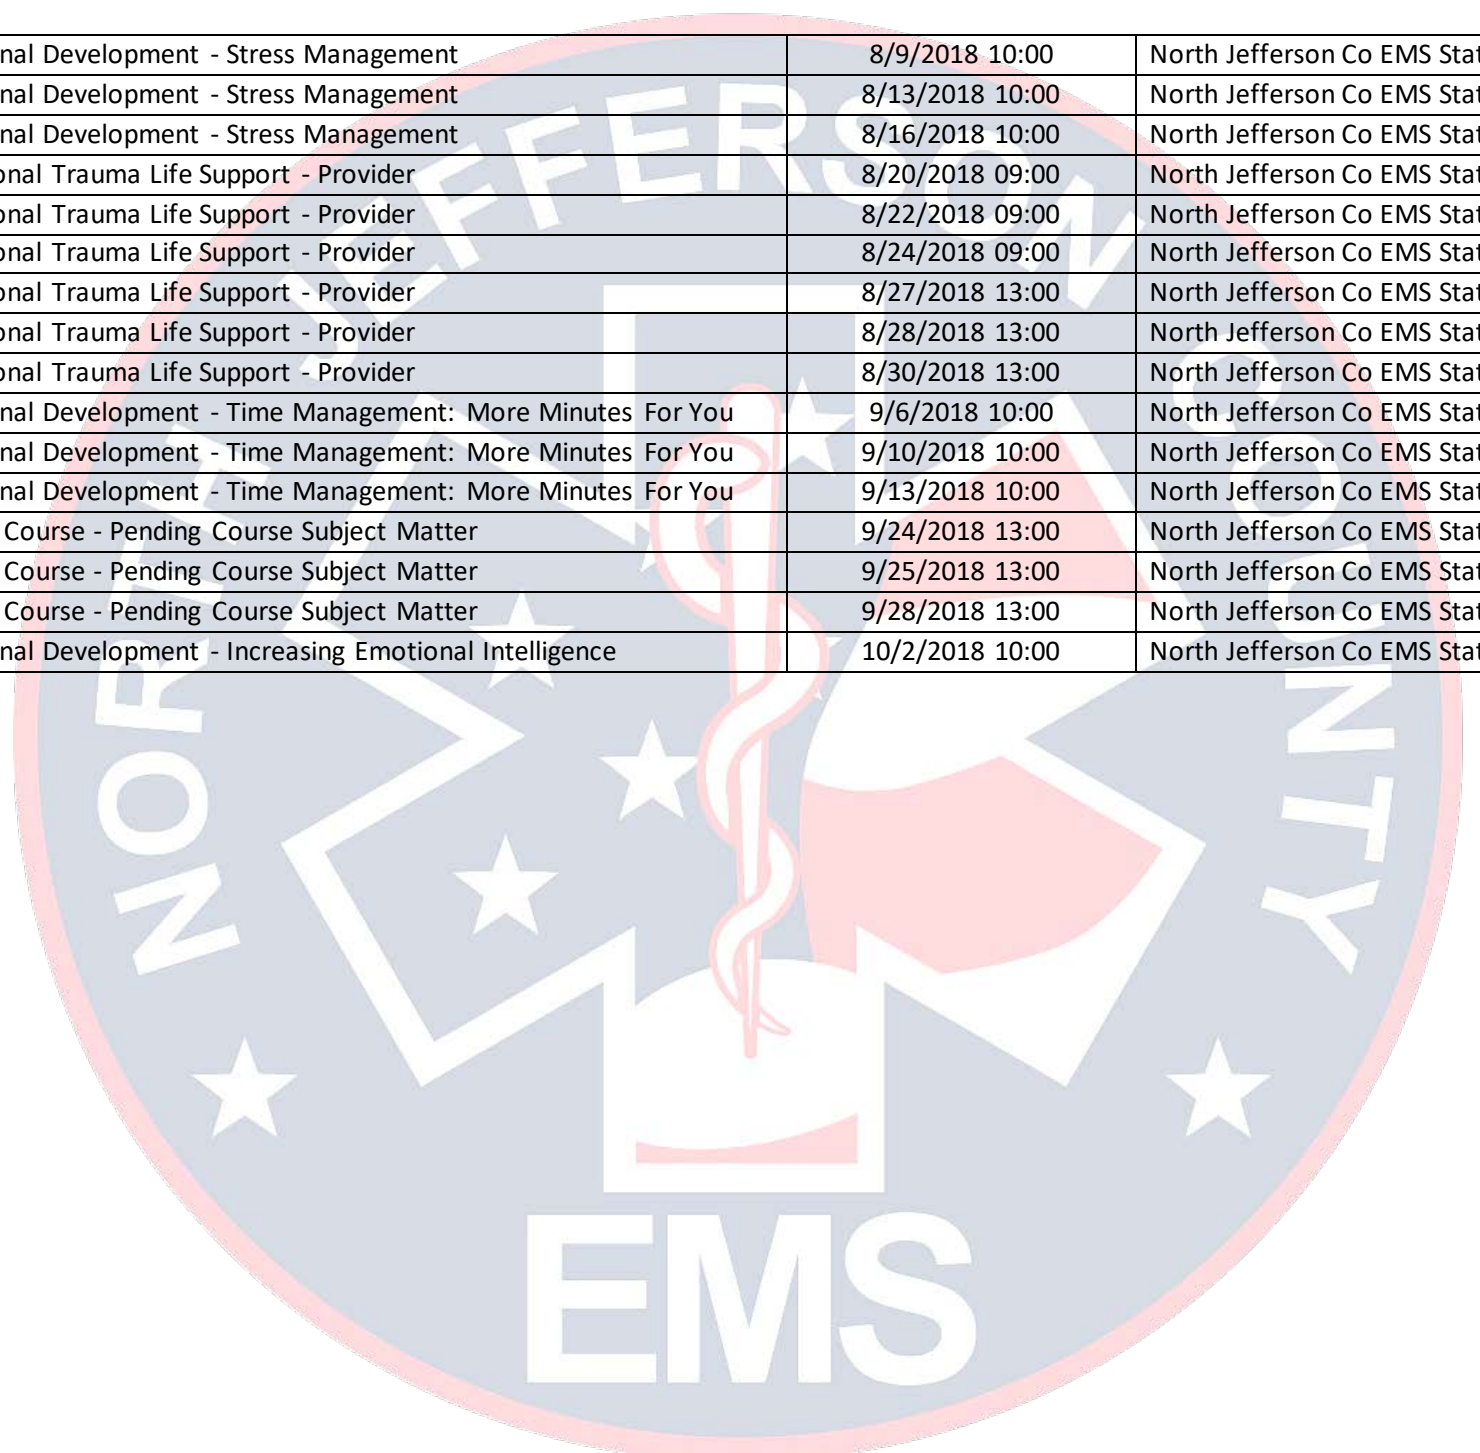 nal Development - Stress Management 8/9/2018 10:00 North Jefferson Co EMS Stat
nal Development - Stress Management 8/13/2018 10:00 North Jefferson Co EMS Stat
nal Development - Stress Management 8/16/2018 10:00 North Jefferson Co EMS Stat
onal Trauma Life Support - Provider 8/20/2018 09:00 North Jefferson Co EMS Stat
onal Trauma Life Support - Provider 8/22/2018 09:00 North Jefferson Co EMS Stat
onal Trauma Life Support - Provider 8/24/2018 09:00 North Jefferson Co EMS Stat
onal Trauma Life Support - Provider 8/27/2018 13:00 North Jefferson Co EMS Stat
onal Trauma Life Support - Provider 8/28/2018 13:00 North Jefferson Co EMS Stat
onal Trauma Life Support - Provider 8/30/2018 13:00 North Jefferson Co EMS Stat
nal Development - Time Management: More Minutes For You 9/6/2018 10:00 North Jefferson Co EMS Stat
nal Development - Time Management: More Minutes For You 9/10/2018 10:00 North Jefferson Co EMS Stat
nal Development - Time Management: More Minutes For You 9/13/2018 10:00 North Jefferson Co EMS Stat
Course - Pending Course Subject Matter 9/24/2018 13:00 North Jefferson Co EMS Stat
Course - Pending Course Subject Matter 9/25/2018 13:00 North Jefferson Co EMS Stat
Course - Pending Course Subject Matter 9/28/2018 13:00 North Jefferson Co EMS Stat
nal Development - Increasing Emotional Intelligence 10/2/2018 10:00 North Jefferson Co EMS Stat
NORTH JEFFERSON COUNTY
EMS